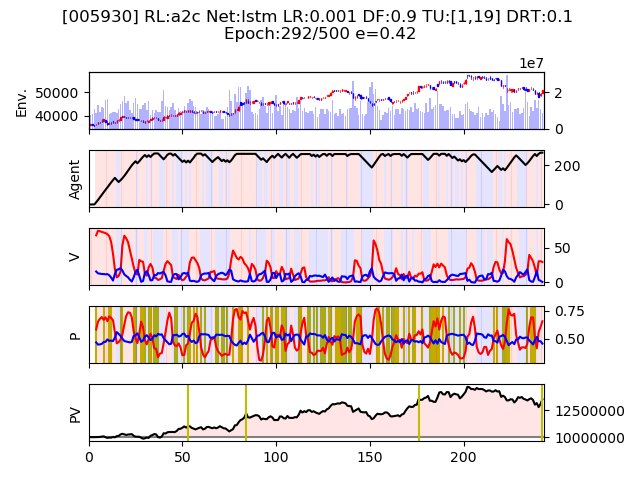 [005930] RL:a2c Net:lstm LR:0.001 DF:0.9 TU:[1,19] DRT:0.1
Epoch:292/500 e=0.42
1e7
Env.
50000
40000
2
0
Agent
200
0
V
50
0
P
0.75
0.50
PV
12500000
10000000
0 50 100 150 200